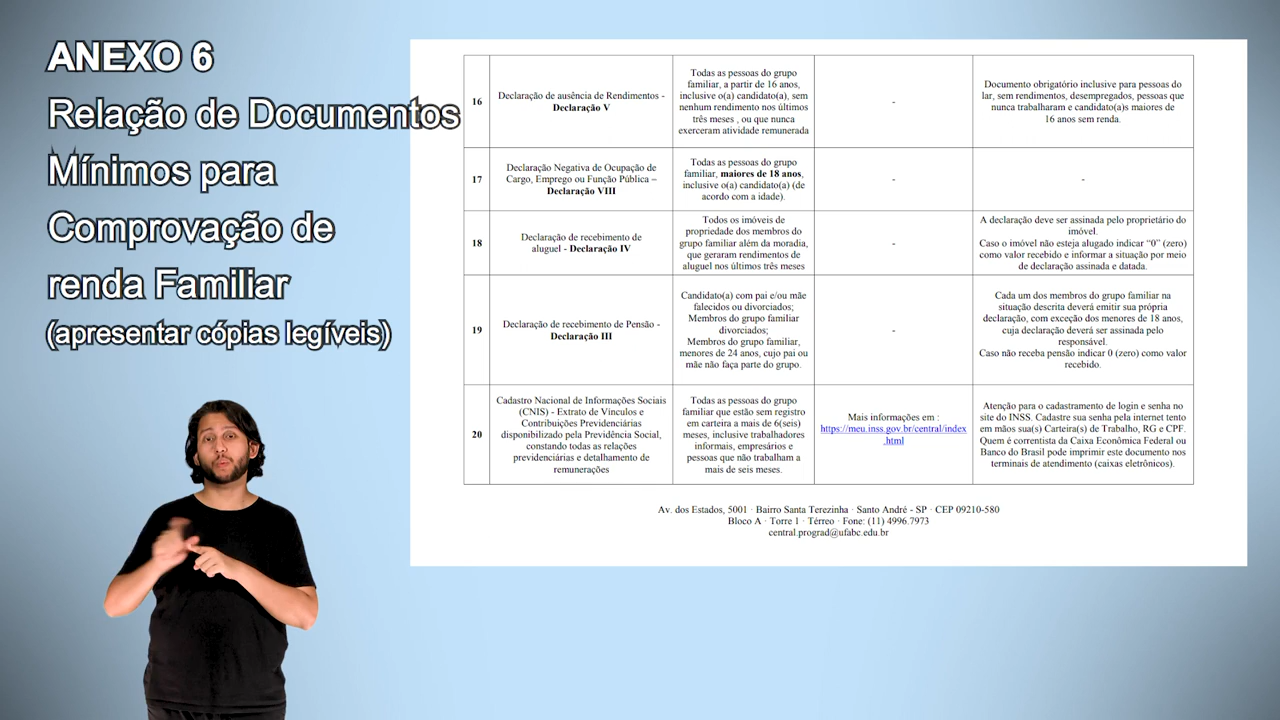 ANEXO 6
Relação de Documentos
Mínimos para
Comprovação de
renda Familiar
(apresentar cópias legíveis)
16
Declaração de ausência de Rendimentos -
Declaração V
Todas as pessoas do grupo
familiar, a partir de 16 anos,
inclusive o(a) candidato(a), sem
nenhum rendimento nos últimos
três meses , ou que nunca
exerceram atividade remunerada
-
Documento obrigatório inclusive para pessoas do
lar, sem rendimentos, desempregados, pessoas que
nunca trabalharam e candidato(a)s maiores de
16 anos sem renda.
17
Declaração Negativa de Ocupação de
Cargo, Emprego ou Função Pública –
Declaração VIII
Todas as pessoas do grupo
familiar, maiores de 18 anos,
inclusive o(a) candidato(a) (de
acordo com a idade).
-
-
18
Declaração de recebimento de
aluguel - Declaração IV
Todos os imóveis de
propriedade dos membros do
grupo familiar além da moradia,
que geraram rendimentos de
aluguel nos últimos três meses
-
A declaração deve ser assinada pelo proprietário do
imóvel.
Caso o imóvel não esteja alugado indicar “0” (zero)
como valor recebido e informar a situação por meio
de declaração assinada e datada.
19
Declaração de recebimento de Pensão -
Declaração III
Candidato(a) com pai e/ou mãe
falecidos ou divorciados;
Membros do grupo familiar
divorciados;
Membros do grupo familiar,
menores de 24 anos, cujo pai ou
mãe não faça parte do grupo.
-
Cada um dos membros do grupo familiar na
situação descrita deverá emitir sua própria
declaração, com exceção dos menores de 18 anos,
cuja declaração deverá ser assinada pelo
responsável.
Caso não receba pensão indicar 0 (zero) como valor
recebido.
20
Cadastro Nacional de Informações Sociais
(CNIS) - Extrato de Vínculos e
Contribuições Previdenciárias
disponibilizado pela Previdência Social,
constando todas as relações
previdenciárias e detalhamento de
remunerações
Todas as pessoas do grupo
familiar que estão sem registro
em carteira a mais de 6(seis)
meses, inclusive trabalhadores
informais, empresários e
pessoas que não trabalham a
mais de seis meses.
Mais informações em :
https://meu.inss.gov.br/central/index
.html
Atenção para o cadastramento de login e senha no
site do INSS. Cadastre sua senha pela internet tento
em mãos sua(s) Carteira(s) de Trabalho, RG e CPF.
Quem é correntista da Caixa Econômica Federal ou
Banco do Brasil pode imprimir este documento nos
terminais de atendimento (caixas eletrônicos).
Av. dos Estados, 5001 · Bairro Santa Terezinha · Santo André - SP · CEP 09210-580
Bloco A · Torre 1 · Térreo · Fone: (11) 4996.7973
central.prograd@ufabc.edu.br